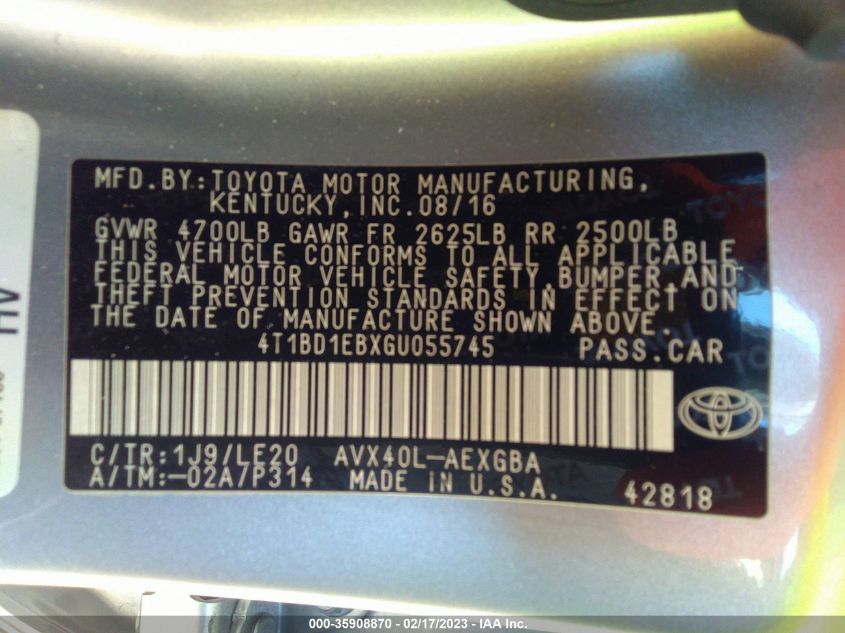 MFD.BY:TOYOTA MOTOR MANUFACTURING,
KENTUCKY,INC.08/16
GVWR 4700LB GAWR FR 2625LB RR 2500LB
THIS VEHICLE CONFORMS TO ALL APPLICABLE
FEDERAL MOTOR VEHICLE SAFETY,BUMPER,AND
THEFT PREVENTION STANDARDS IN EFFECT ON
THE DATE OF MANUFACTURE SHOWN ABOVE.
4T1BD1EBXGU055745 PASS.CAR
C/TR:1J9/LE20 AVX40L-AEXGBA
A/TM:-02A/P314 MADE IN U.S.A. 42818
HV
000-35908870 - 02/17/2023 - IAA Inc.